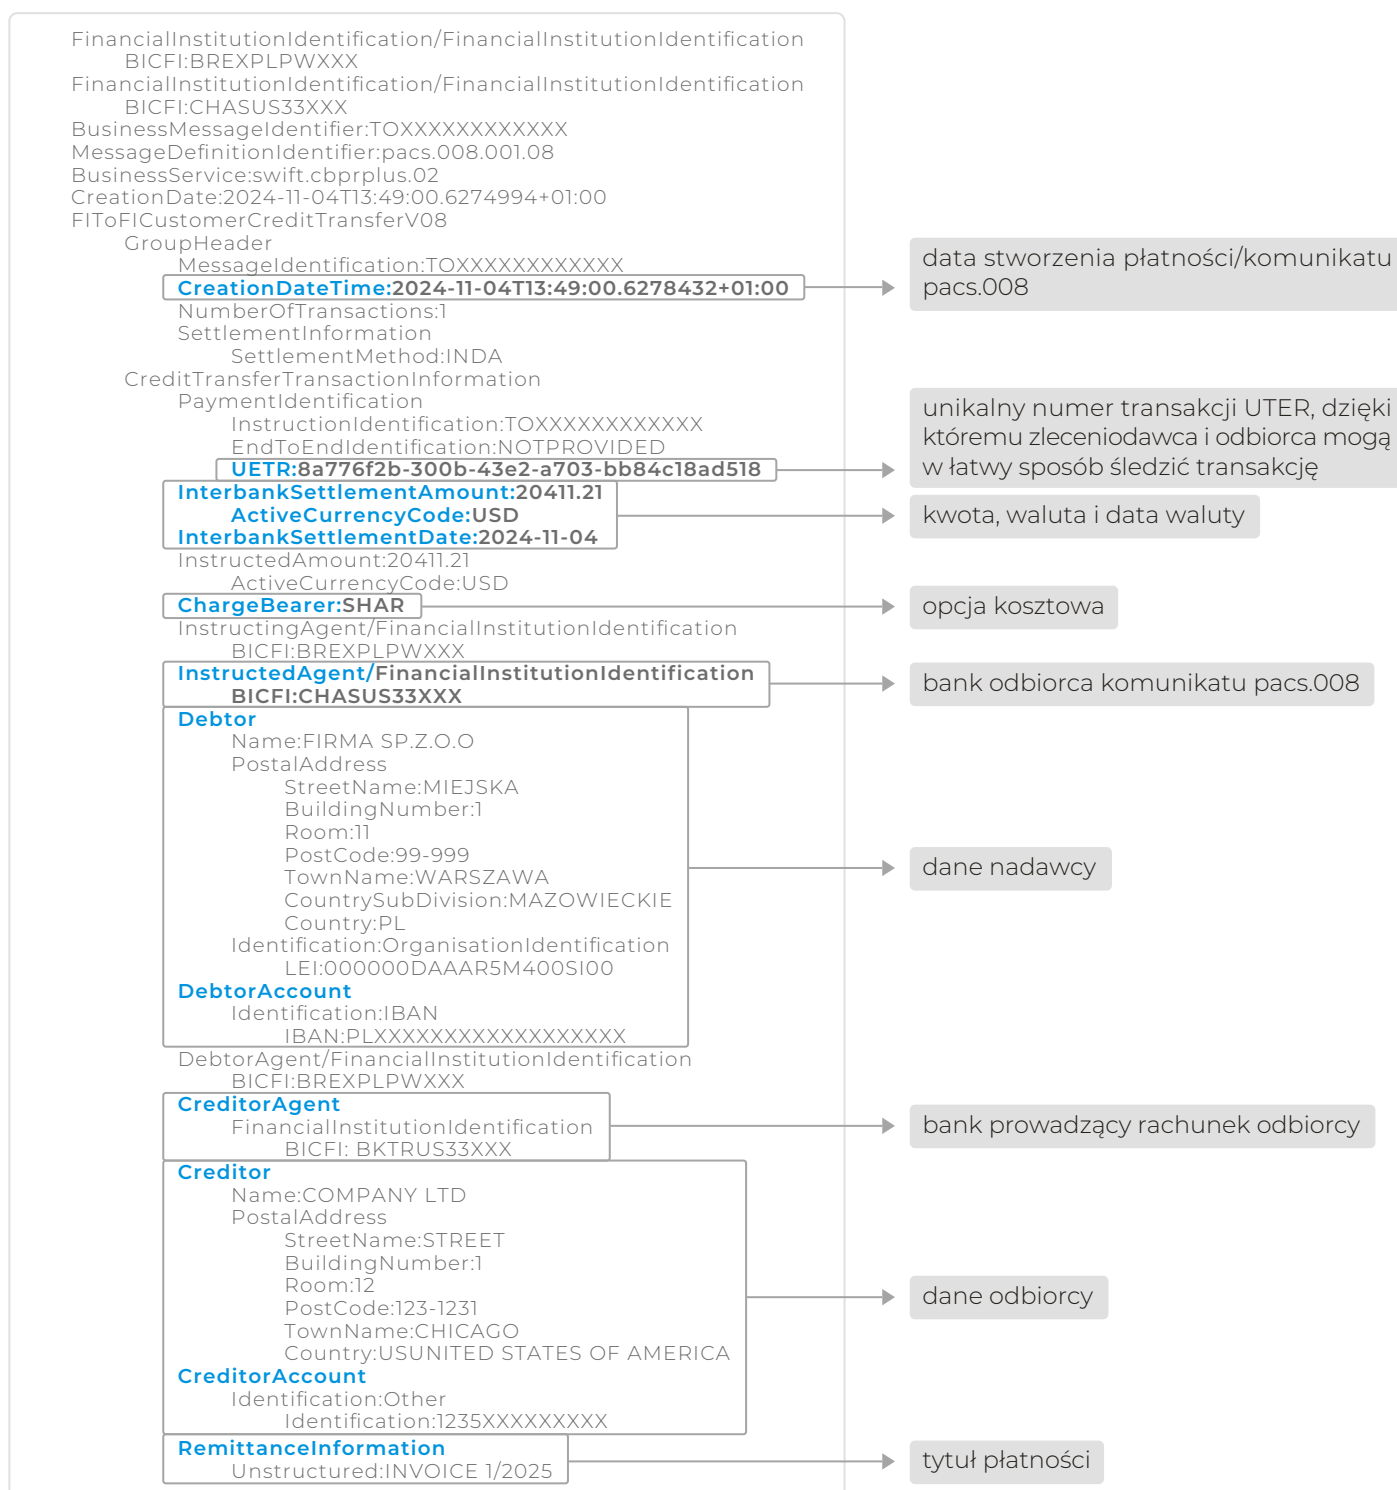 FinancialInstitutionIdentification/FinancialInstitutionIdentification
BICFI:BREXPLPWXXX
FinancialInstitutionIdentification/FinancialInstitutionIdentification
BICFI:CHASUS33XXX
BusinessMessageIdentifier:TOXXXXXXXXXXXX
MessageDefinitionIdentifier:pacs.008.001.08
BusinessService:swift.cbprplus.02
CreationDate:2024-11-04T13:49:00.6274994+01:00
FIToFICustomerCreditTransferV08
GroupHeader
MessageIdentification:TOXXXXXXXXXXXX
CreationDateTime:2024-11-04T13:49:00.6278432+01:00
data stworzenia płatności/komunikatu
pacs.008
NumberOfTransactions:1
SettlementInformation
SettlementMethod:INDA
CreditTransferTransactionInformation
PaymentIdentification
InstructionIdentification:TOXXXXXXXXXXXX
EndToEndIdentification:NOTPROVIDED
UETR:8a776f2b-300b-43e2-a703-bb84c18ad518
unikalny numer transakcji UTER, dzięki
któremu zleceniodawca i odbiorca mogą
w łatwy sposób śledzić transakcję
InterbankSettlementAmount:20411.21
ActiveCurrencyCode:USD
InterbankSettlementDate:2024-11-04
kwota, waluta i data waluty
InstructedAmount:20411.21
ActiveCurrencyCode:USD
ChargeBearer:SHAR
opcja kosztowa
InstructingAgent/FinancialInstitutionIdentification
BICFI:BREXPLPWXXX
InstructedAgent/FinancialInstitutionIdentification
BICFI:CHASUS33XXX
bank odbiorca komunikatu pacs.008
Debtor
Name:FIRMA SP.Z.O.O
PostalAddress
StreetName:MIEJSKA
BuildingNumber:1
Room:11
PostCode:99-999
TownName:WARSZAWA
CountrySubDivision:MAZOWIECKIE
Country:PL
Identification:OrganisationIdentification
LEI:000000DAAAR5M400SI00
DebtorAccount
Identification:IBAN
IBAN:PLXXXXXXXXXXXXXXXXXX
dane nadawcy
DebtorAgent/FinancialInstitutionIdentification
BICFI:BREXPLPWXXX
CreditorAgent
FinancialInstitutionIdentification
BICFI: BKTRUS33XXX
bank prowadzący rachunek odbiorcy
Creditor
Name:COMPANY LTD
PostalAddress
StreetName:STREET
BuildingNumber:1
Room:12
PostCode:123-1231
TownName:CHICAGO
Country:USUNITED STATES OF AMERICA
CreditorAccount
Identification:Other
Identification:1235XXXXXXXXX
dane odbiorcy
RemittanceInformation
Unstructured:INVOICE 1/2025
tytuł płatności